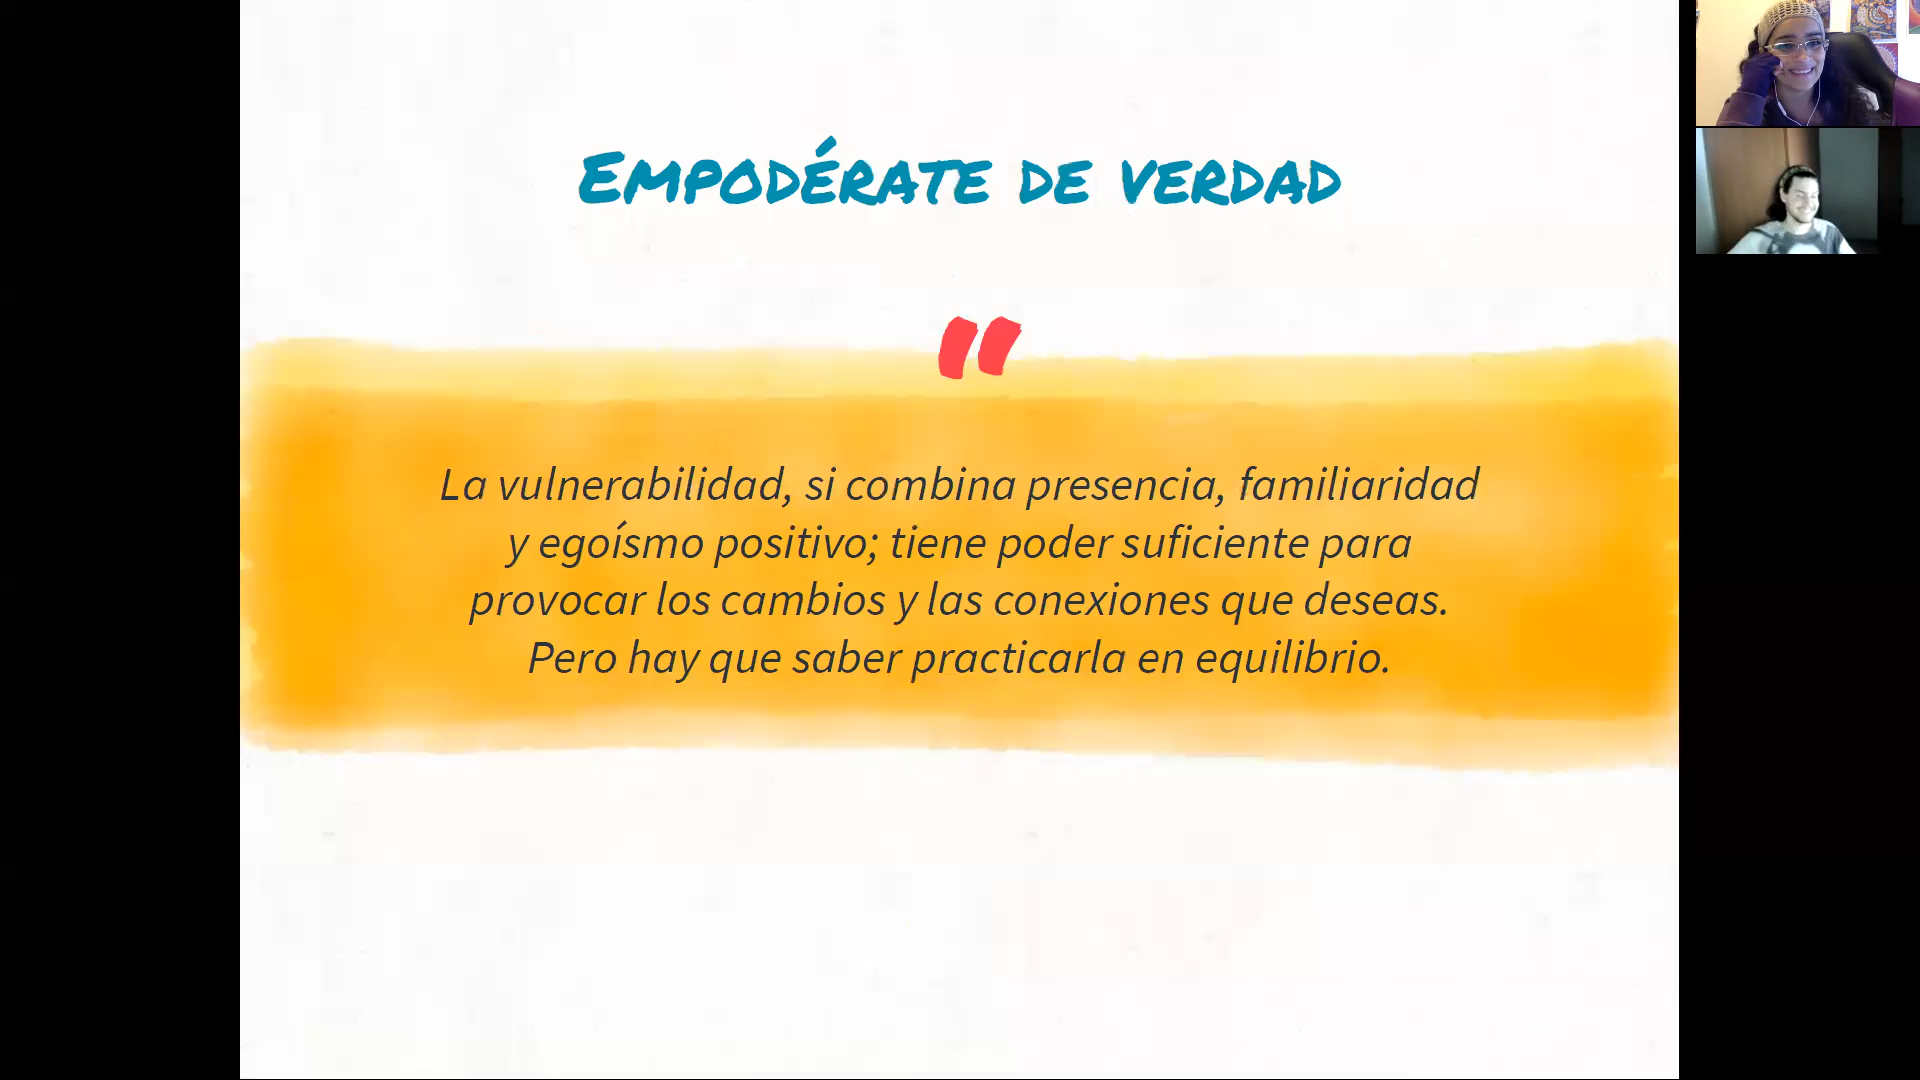 Empodérate de verdad
"
La vulnerabilidad, si combina presencia, familiaridad
y egoísmo positivo; tiene poder suficiente para
provocar los cambios y las conexiones que deseas.
Pero hay que saber practicarla en equilibrio.